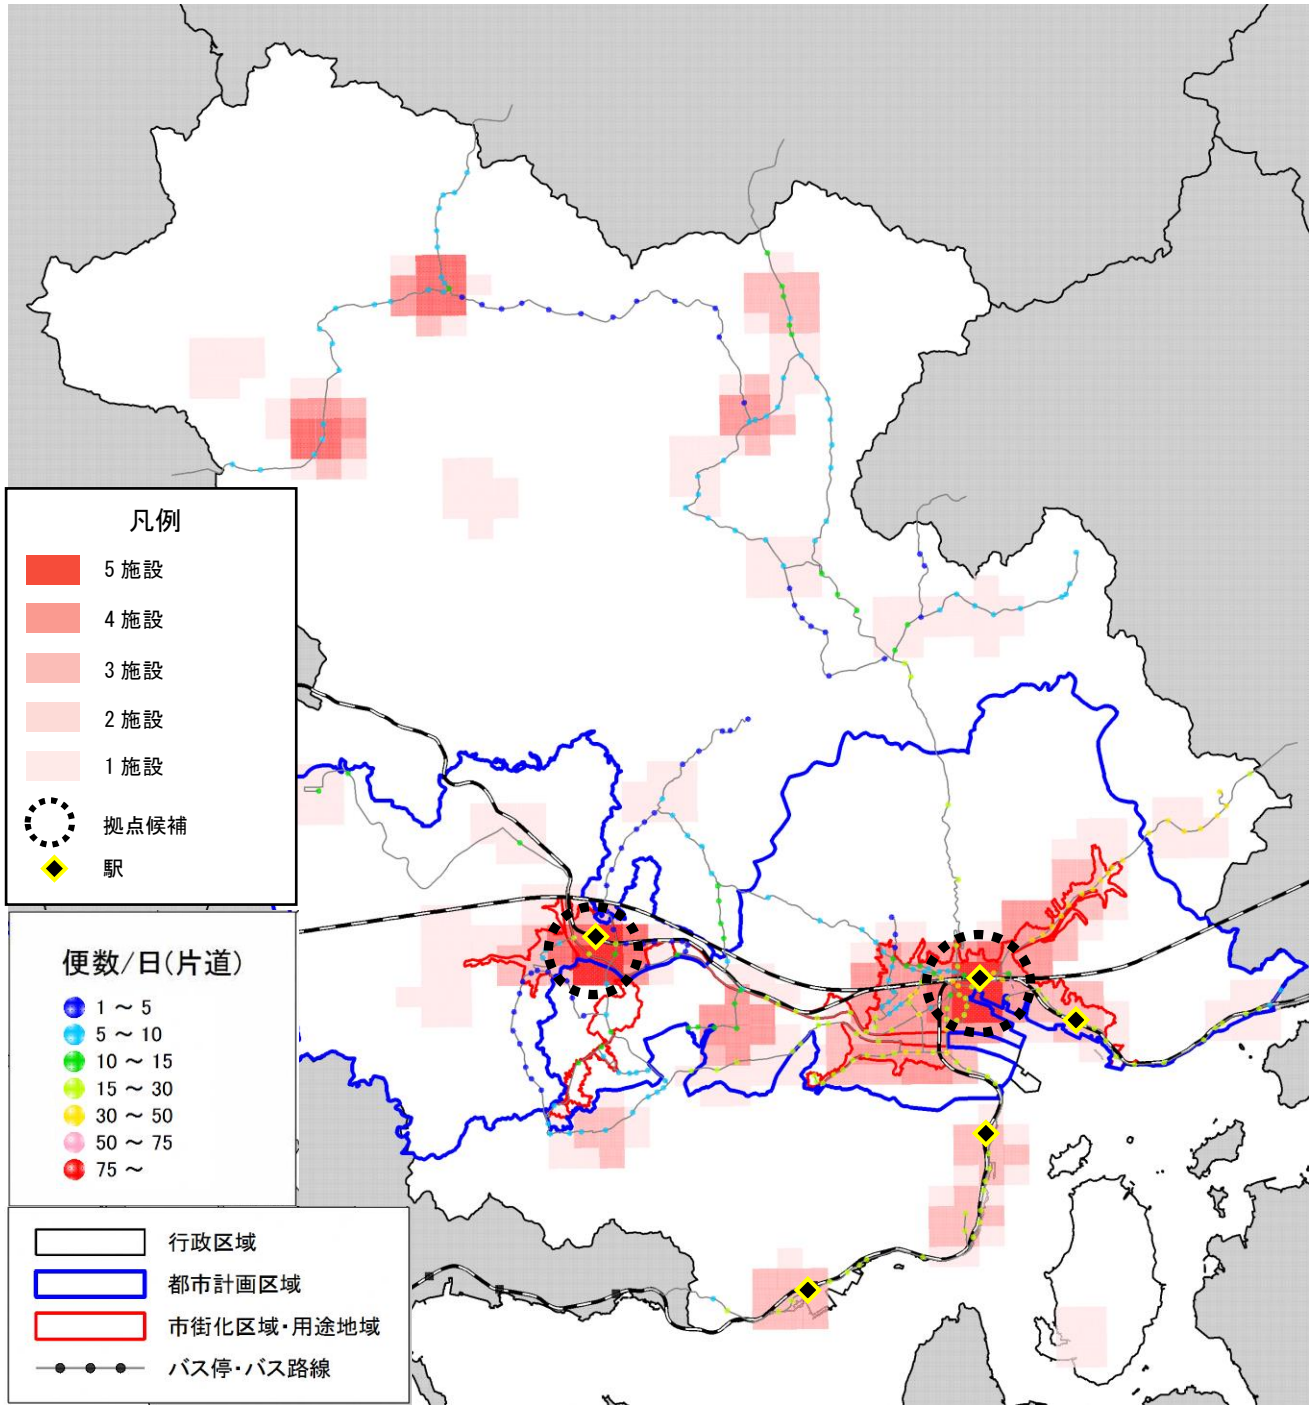 凡例
5 施設
4 施設
3 施設
2 施設
1 施設
拠点候補
駅
便数/日(片道)
1 ～ 5
5 ～ 10
10 ～ 15
15 ～ 30
30 ～ 50
50 ～ 75
75 ～
行政区域
都市計画区域
市街化区域・用途地域
バス停・バス路線